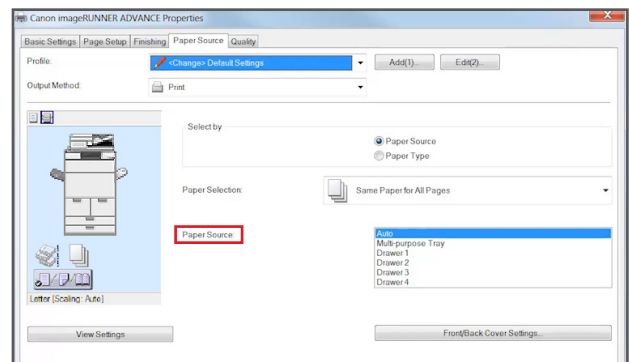 Canon imageRUNNER ADVANCE Properties
Basic Settings Page Setup Finishing Paper Source Quality
Profile: <Change> Default Settings Add(1)... Edit(2)...
Output Method: Print
Select by
Paper Source
Paper Type
Paper Selection: Same Paper for All Pages
Paper Source: Auto
Multi-purpose Tray
Drawer 1
Drawer 2
Drawer 3
Drawer 4
Letter [Scaling: Auto]
View Settings Front/Back Cover Settings...